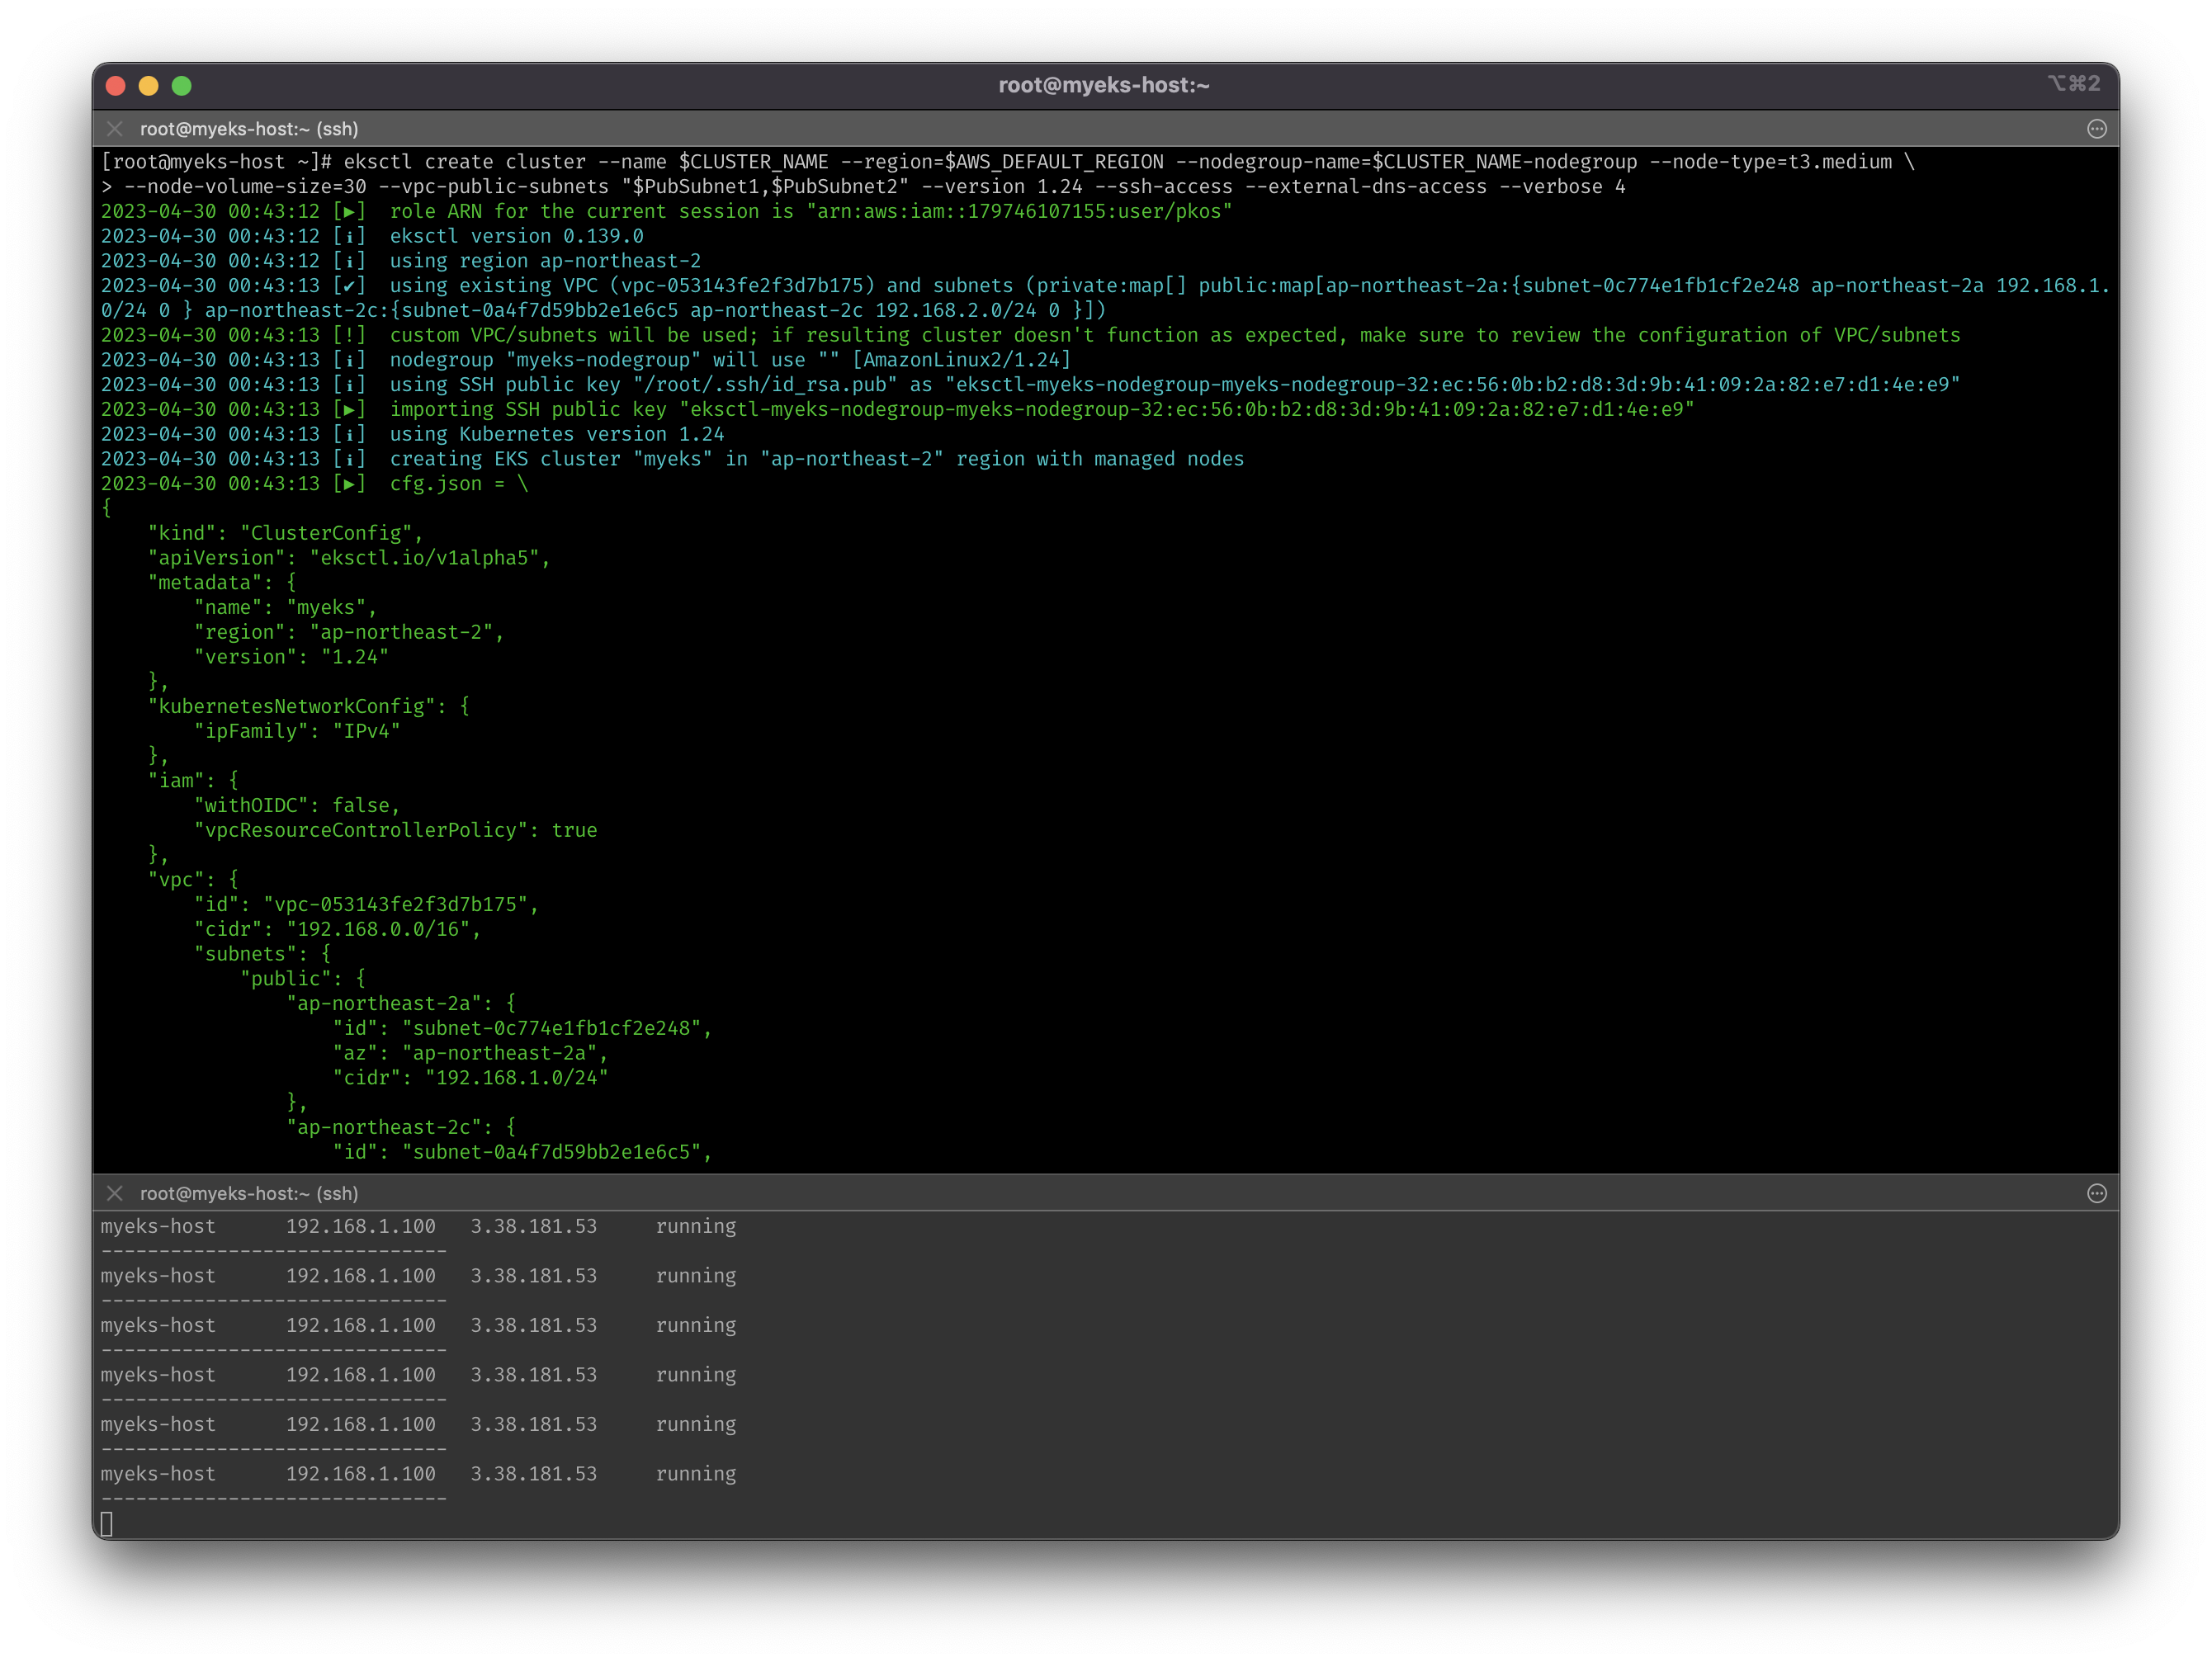 root@myeks-host:~
⌥⌘2
root@myeks-host:~ (ssh)
[root@myeks-host ~]# eksctl create cluster --name $CLUSTER_NAME --region=$AWS_DEFAULT_REGION --nodegroup-name=$CLUSTER_NAME-nodegroup --node-type=t3.medium \
> --node-volume-size=30 --vpc-public-subnets "$PubSubnet1,$PubSubnet2" --version 1.24 --ssh-access --external-dns-access --verbose 4
2023-04-30 00:43:12 [▶]  role ARN for the current session is "arn:aws:iam::179746107155:user/pkos"
2023-04-30 00:43:12 [ℹ]  eksctl version 0.139.0
2023-04-30 00:43:12 [ℹ]  using region ap-northeast-2
2023-04-30 00:43:13 [✔]  using existing VPC (vpc-053143fe2f3d7b175) and subnets (private:map[] public:map[ap-northeast-2a:{subnet-0c774e1fb1cf2e248 ap-northeast-2a 192.168.1.
0/24 0 } ap-northeast-2c:{subnet-0a4f7d59bb2e1e6c5 ap-northeast-2c 192.168.2.0/24 0 }])
2023-04-30 00:43:13 [!]  custom VPC/subnets will be used; if resulting cluster doesn't function as expected, make sure to review the configuration of VPC/subnets
2023-04-30 00:43:13 [ℹ]  nodegroup "myeks-nodegroup" will use "" [AmazonLinux2/1.24]
2023-04-30 00:43:13 [ℹ]  using SSH public key "/root/.ssh/id_rsa.pub" as "eksctl-myeks-nodegroup-myeks-nodegroup-32:ec:56:0b:b2:d8:3d:9b:41:09:2a:82:e7:d1:4e:e9"
2023-04-30 00:43:13 [▶]  importing SSH public key "eksctl-myeks-nodegroup-myeks-nodegroup-32:ec:56:0b:b2:d8:3d:9b:41:09:2a:82:e7:d1:4e:e9"
2023-04-30 00:43:13 [ℹ]  using Kubernetes version 1.24
2023-04-30 00:43:13 [ℹ]  creating EKS cluster "myeks" in "ap-northeast-2" region with managed nodes
2023-04-30 00:43:13 [▶]  cfg.json = \
{
    "kind": "ClusterConfig",
    "apiVersion": "eksctl.io/v1alpha5",
    "metadata": {
        "name": "myeks",
        "region": "ap-northeast-2",
        "version": "1.24"
    },
    "kubernetesNetworkConfig": {
        "ipFamily": "IPv4"
    },
    "iam": {
        "withOIDC": false,
        "vpcResourceControllerPolicy": true
    },
    "vpc": {
        "id": "vpc-053143fe2f3d7b175",
        "cidr": "192.168.0.0/16",
        "subnets": {
            "public": {
                "ap-northeast-2a": {
                    "id": "subnet-0c774e1fb1cf2e248",
                    "az": "ap-northeast-2a",
                    "cidr": "192.168.1.0/24"
                },
                "ap-northeast-2c": {
                    "id": "subnet-0a4f7d59bb2e1e6c5",
root@myeks-host:~ (ssh)
myeks-host      192.168.1.100   3.38.181.53     running
------------------------------
myeks-host      192.168.1.100   3.38.181.53     running
------------------------------
myeks-host      192.168.1.100   3.38.181.53     running
------------------------------
myeks-host      192.168.1.100   3.38.181.53     running
------------------------------
myeks-host      192.168.1.100   3.38.181.53     running
------------------------------
myeks-host      192.168.1.100   3.38.181.53     running
------------------------------